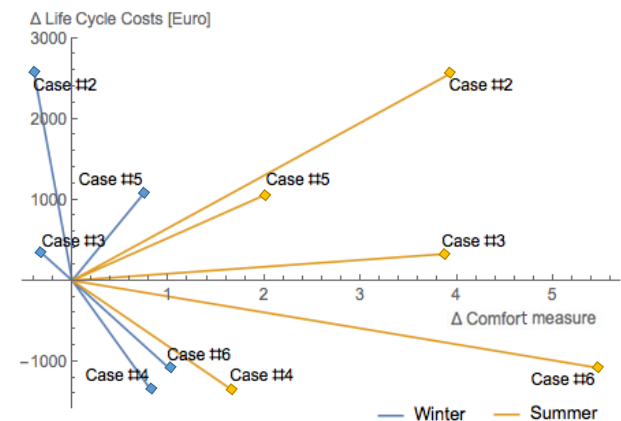 Δ Life Cycle Costs [Euro]
3000
Case #2
Case #2
2000
Case #5
Case #5
1000
Case #3
Case #3
1 2 3 4 5
Δ Comfort measure
Case #6
−1000
Case #4
Case #4
Case #6
Winter
Summer